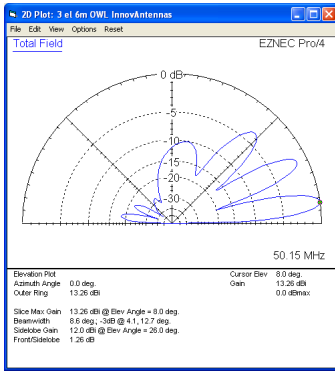 2D Plot: 3 el 6m OWL InnovAntennas
File Edit View Options Reset
Total Field
EZNEC Pro/4
0 dB
-5
-10
-15
-20
-30
50.15 MHz
Elevation Plot
Cursor Elev 8.0 deg.
Azimuth Angle 0.0 deg.
Gain 13.26 dBi
Outer Ring 13.26 dBi
0.0 dBmax
Slice Max Gain 13.26 dBi @ Elev Angle = 8.0 deg.
Beamwidth 8.6 deg.; -3dB @ 4.1, 12.7 deg.
Sidelobe Gain 12.0 dBi @ Elev Angle = 26.0 deg.
Front/Sidelobe 1.26 dB